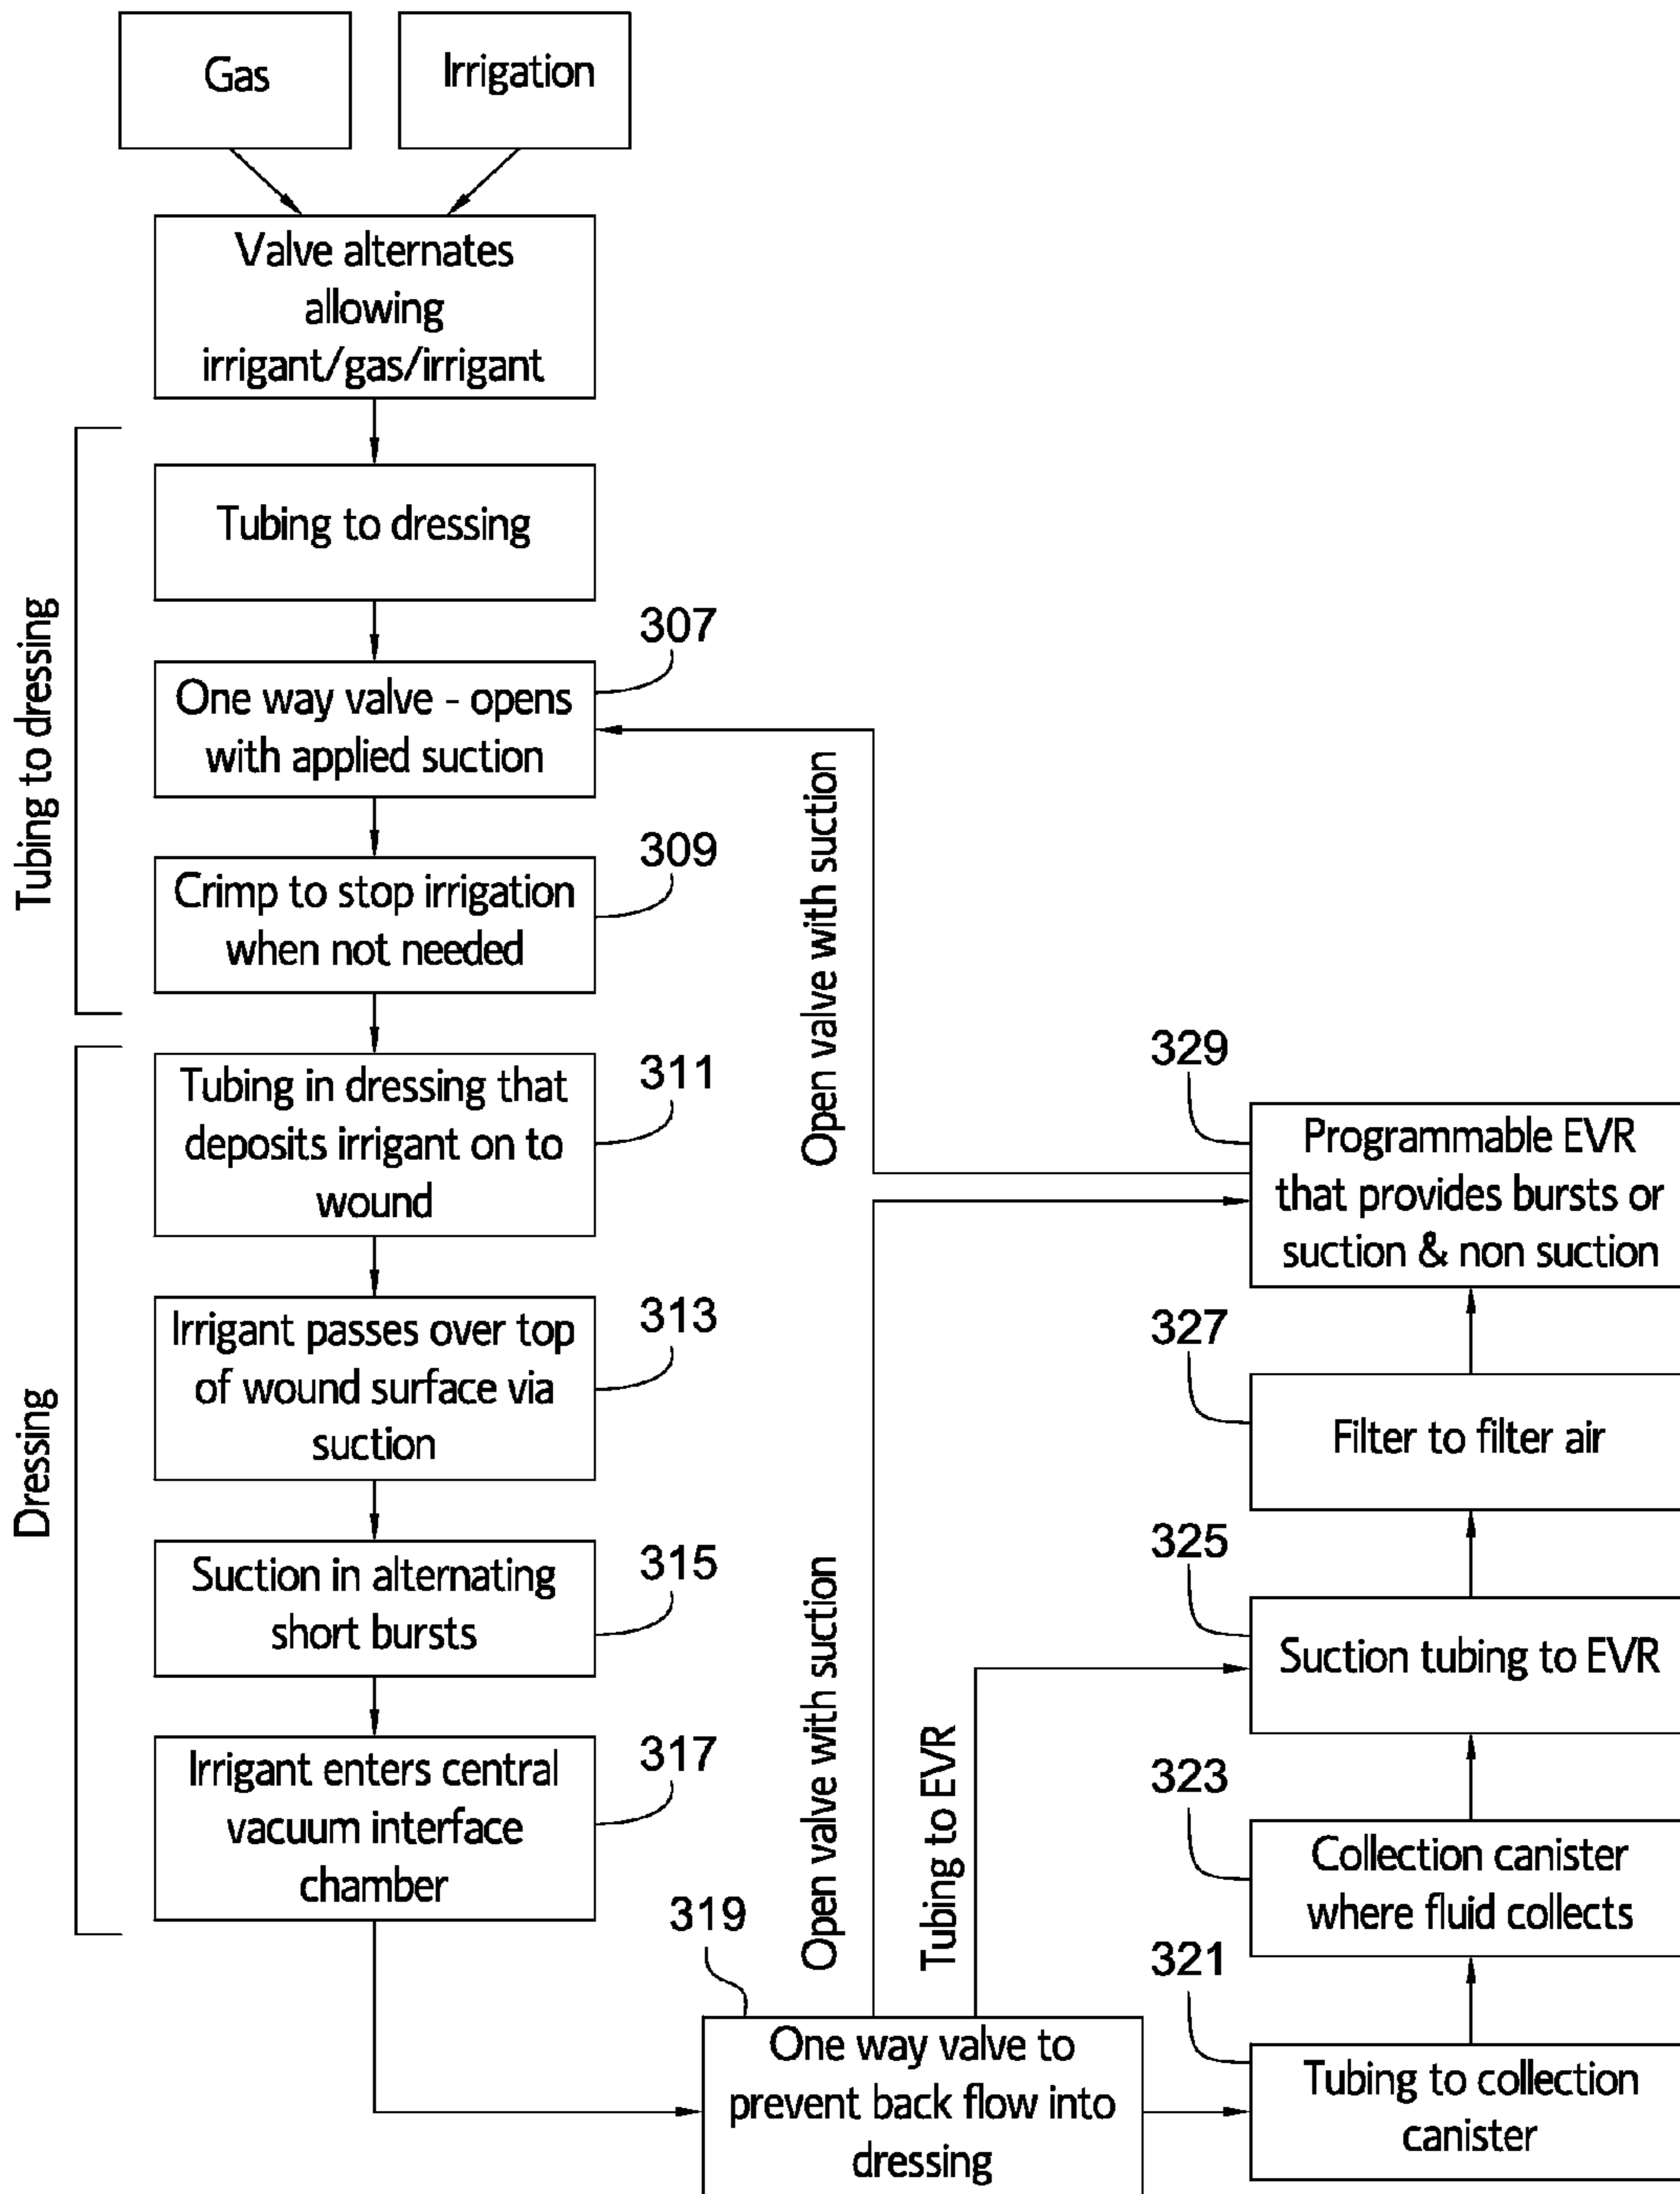 Gas
Irrigation
Valve alternates
allowing
irrigant/gas/irrigant
Tubing to dressing
Tubing to dressing
307
One way valve - opens
with applied suction
309
Crimp to stop irrigation
when not needed
Open valve with suction
Dressing
311
Tubing in dressing that
deposits irrigant on to
wound
313
Irrigant passes over top
of wound surface via
suction
315
Suction in alternating
short bursts
317
Irrigant enters central
vacuum interface
chamber
319
One way valve to
prevent back flow into
dressing
Open valve with suction
Tubing to EVR
329
Programmable EVR
that provides bursts or
suction & non suction
327
Filter to filter air
325
Suction tubing to EVR
323
Collection canister
where fluid collects
321
Tubing to collection
canister